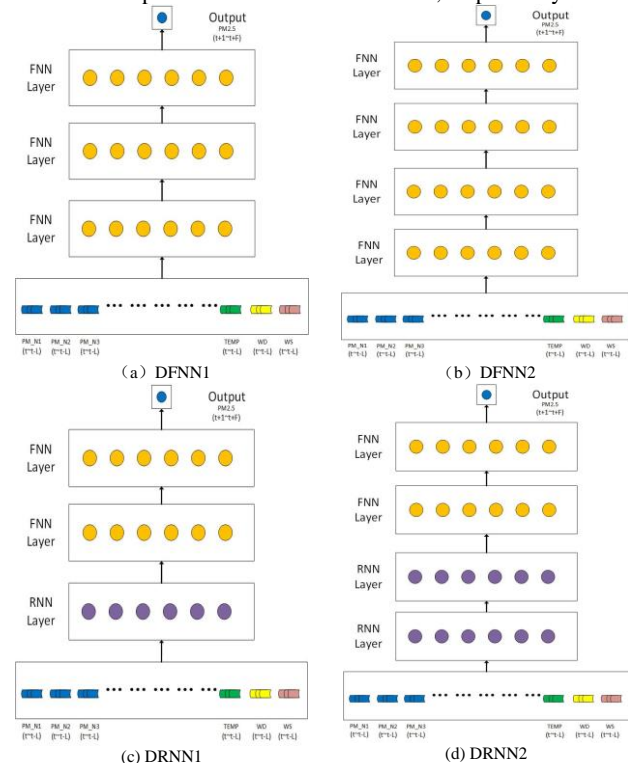 Output
PM2.5
(t+1~t+F)
FNN
Layer
FNN
Layer
FNN
Layer
PM_N1
(t~t-L)
PM_N2
(t~t-L)
PM_N3
(t~t-L)
TEMP
(t~t-L)
WD
(t~t-L)
WS
(t~t-L)
（a）DFNN1
Output
PM2.5
(t+1~t+F)
FNN
Layer
FNN
Layer
FNN
Layer
FNN
Layer
PM_N1
(t~t-L)
PM_N2
(t~t-L)
PM_N3
(t~t-L)
TEMP
(t~t-L)
WD
(t~t-L)
WS
(t~t-L)
（b）DFNN2
Output
PM2.5
(t+1~t+F)
FNN
Layer
FNN
Layer
RNN
Layer
PM_N1
(t~t-L)
PM_N2
(t~t-L)
PM_N3
(t~t-L)
TEMP
(t~t-L)
WD
(t~t-L)
WS
(t~t-L)
(c) DRNN1
Output
PM2.5
(t+1~t+F)
FNN
Layer
FNN
Layer
RNN
Layer
RNN
Layer
PM_N1
(t~t-L)
PM_N2
(t~t-L)
PM_N3
(t~t-L)
TEMP
(t~t-L)
WD
(t~t-L)
WS
(t~t-L)
(d) DRNN2